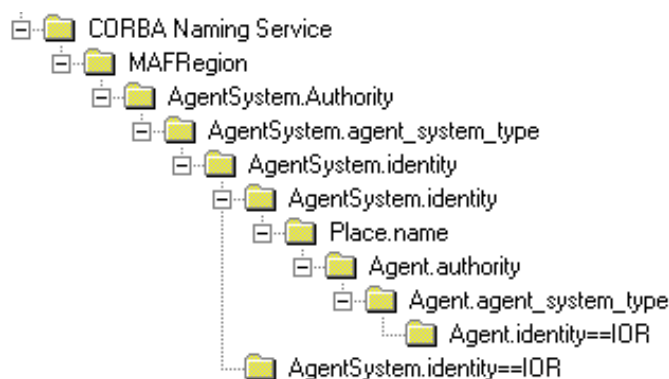 CORBA Naming Service
MAFRegion
AgentSystem.Authority
AgentSystem.agent_system_type
AgentSystem.identity
AgentSystem.identity
Place.name
Agent.authority
Agent.agent_system_type
Agent.identity==IOR
AgentSystem.identity==IOR